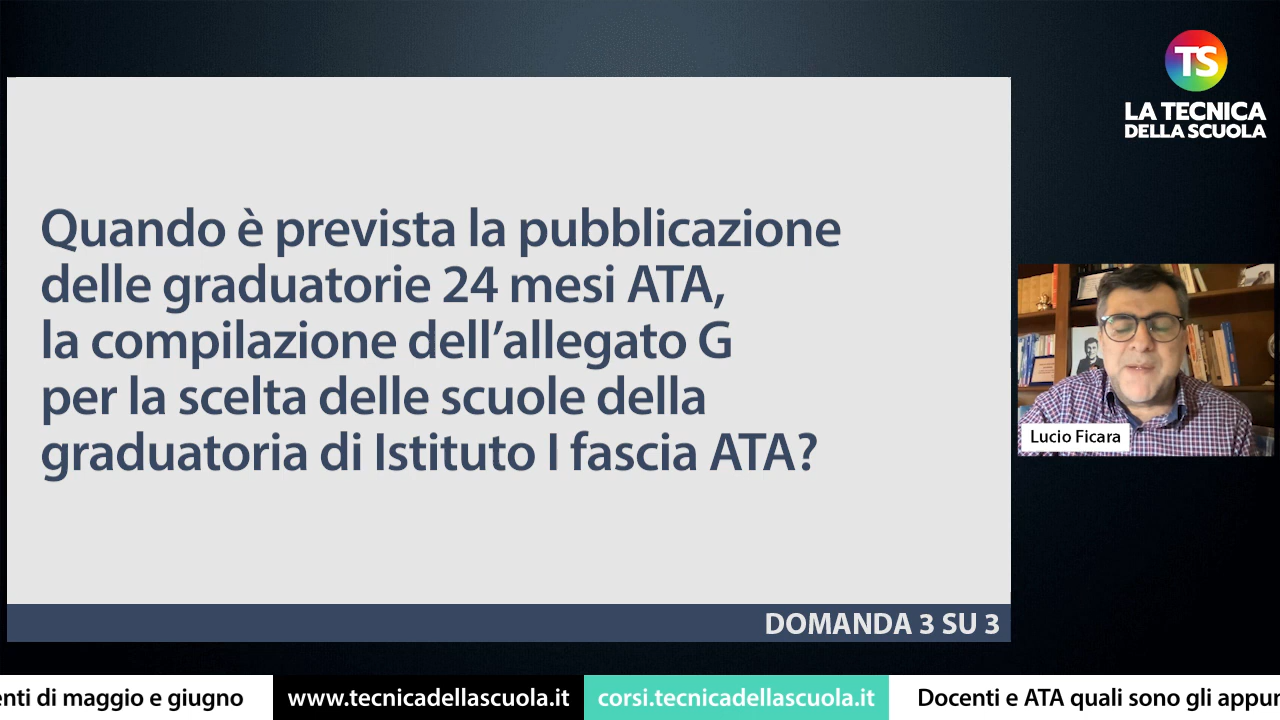 TS
LA TECNICA
DELLA SCUOLA
Quando è prevista la pubblicazione
delle graduatorie 24 mesi ATA,
la compilazione dell’allegato G
per la scelta delle scuole della
graduatoria di Istituto I fascia ATA?
Lucio Ficara
DOMANDA 3 SU 3
enti di maggio e giugno
www.tecnicadellascuola.it
corsi.tecnicadellascuola.it
Docenti e ATA quali sono gli appun